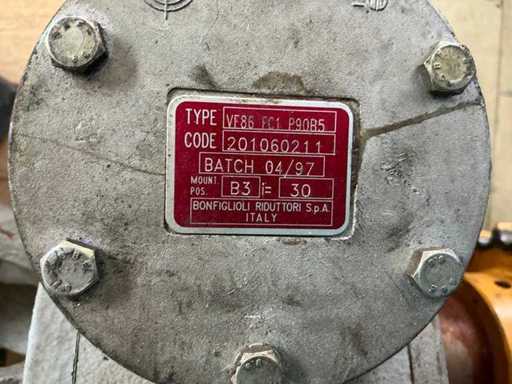 TYPE VF86 FC1 P90B5
CODE 201060211
BATCH 04/97
MOUNT. POS. B3 i= 30
BONFIGLIOLI RIDUTTORI S.p.A.
ITALY